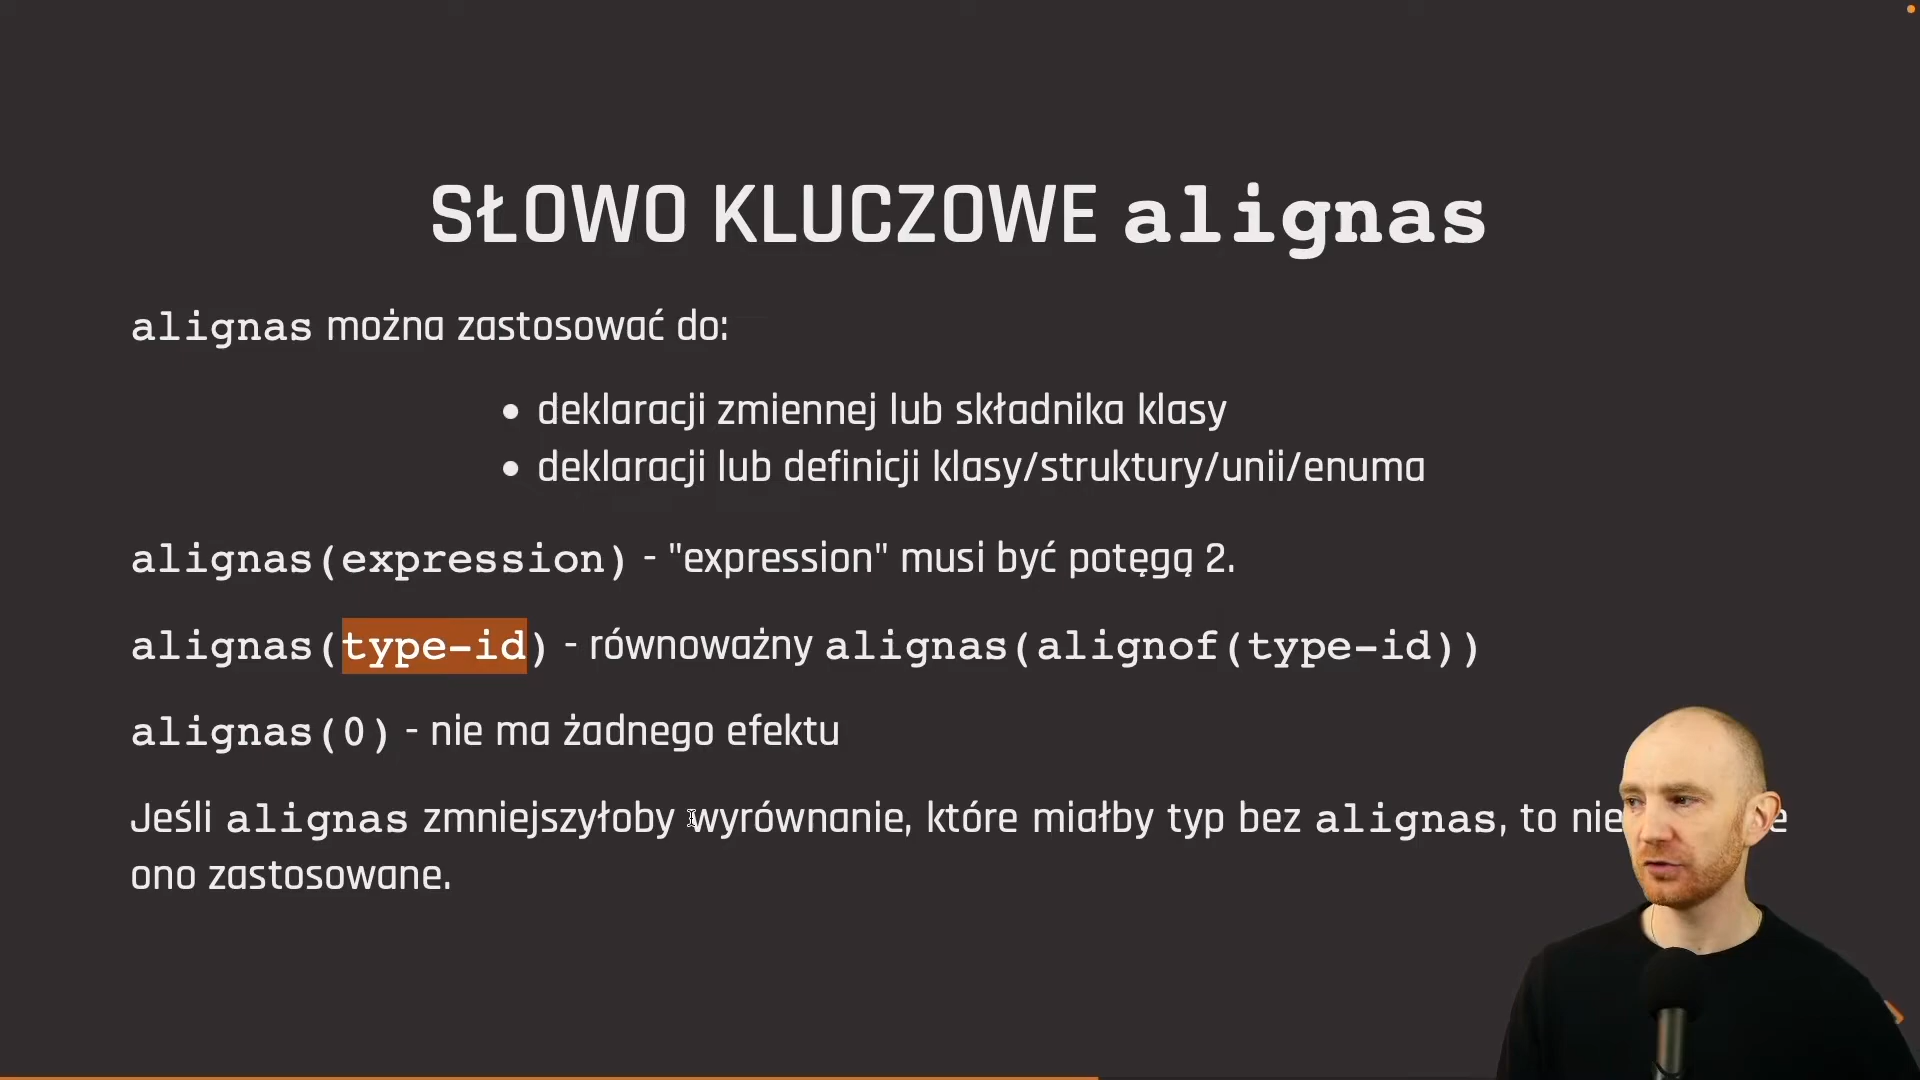 SŁOWO KLUCZOWE alignas
alignas można zastosować do:
• deklaracji zmiennej lub składnika klasy
• deklaracji lub definicji klasy/struktury/unii/enuma
alignas(expression) - "expression" musi być potęgą 2.
alignas(type-id) - równoważny alignas(alignof(type-id))
alignas(0) - nie ma żadnego efektu
Jeśli alignas zmniejszyłoby wyrównanie, które miałby typ bez alignas, to nie
ono zastosowane.